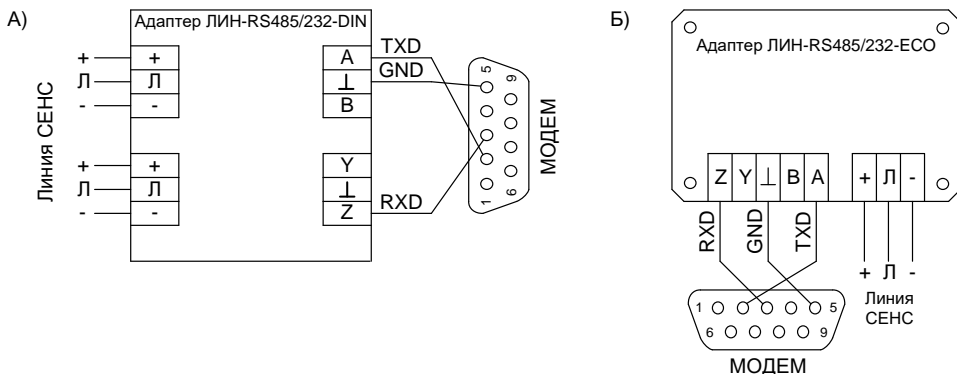 А)
Адаптер ЛИН-RS485/232-DIN
Линия СЕНС
+ +
Л Л
- -
+ +
Л Л
- -
A TXD
⊥ GND
B
Y
⊥
Z RXD
5 9
1 6
МОДЕМ
Б)
Адаптер ЛИН-RS485/232-ECO
Z Y ⊥ B A + Л -
RXD GND TXD
+ Л -
Линия
СЕНС
1 5
6 9
МОДЕМ